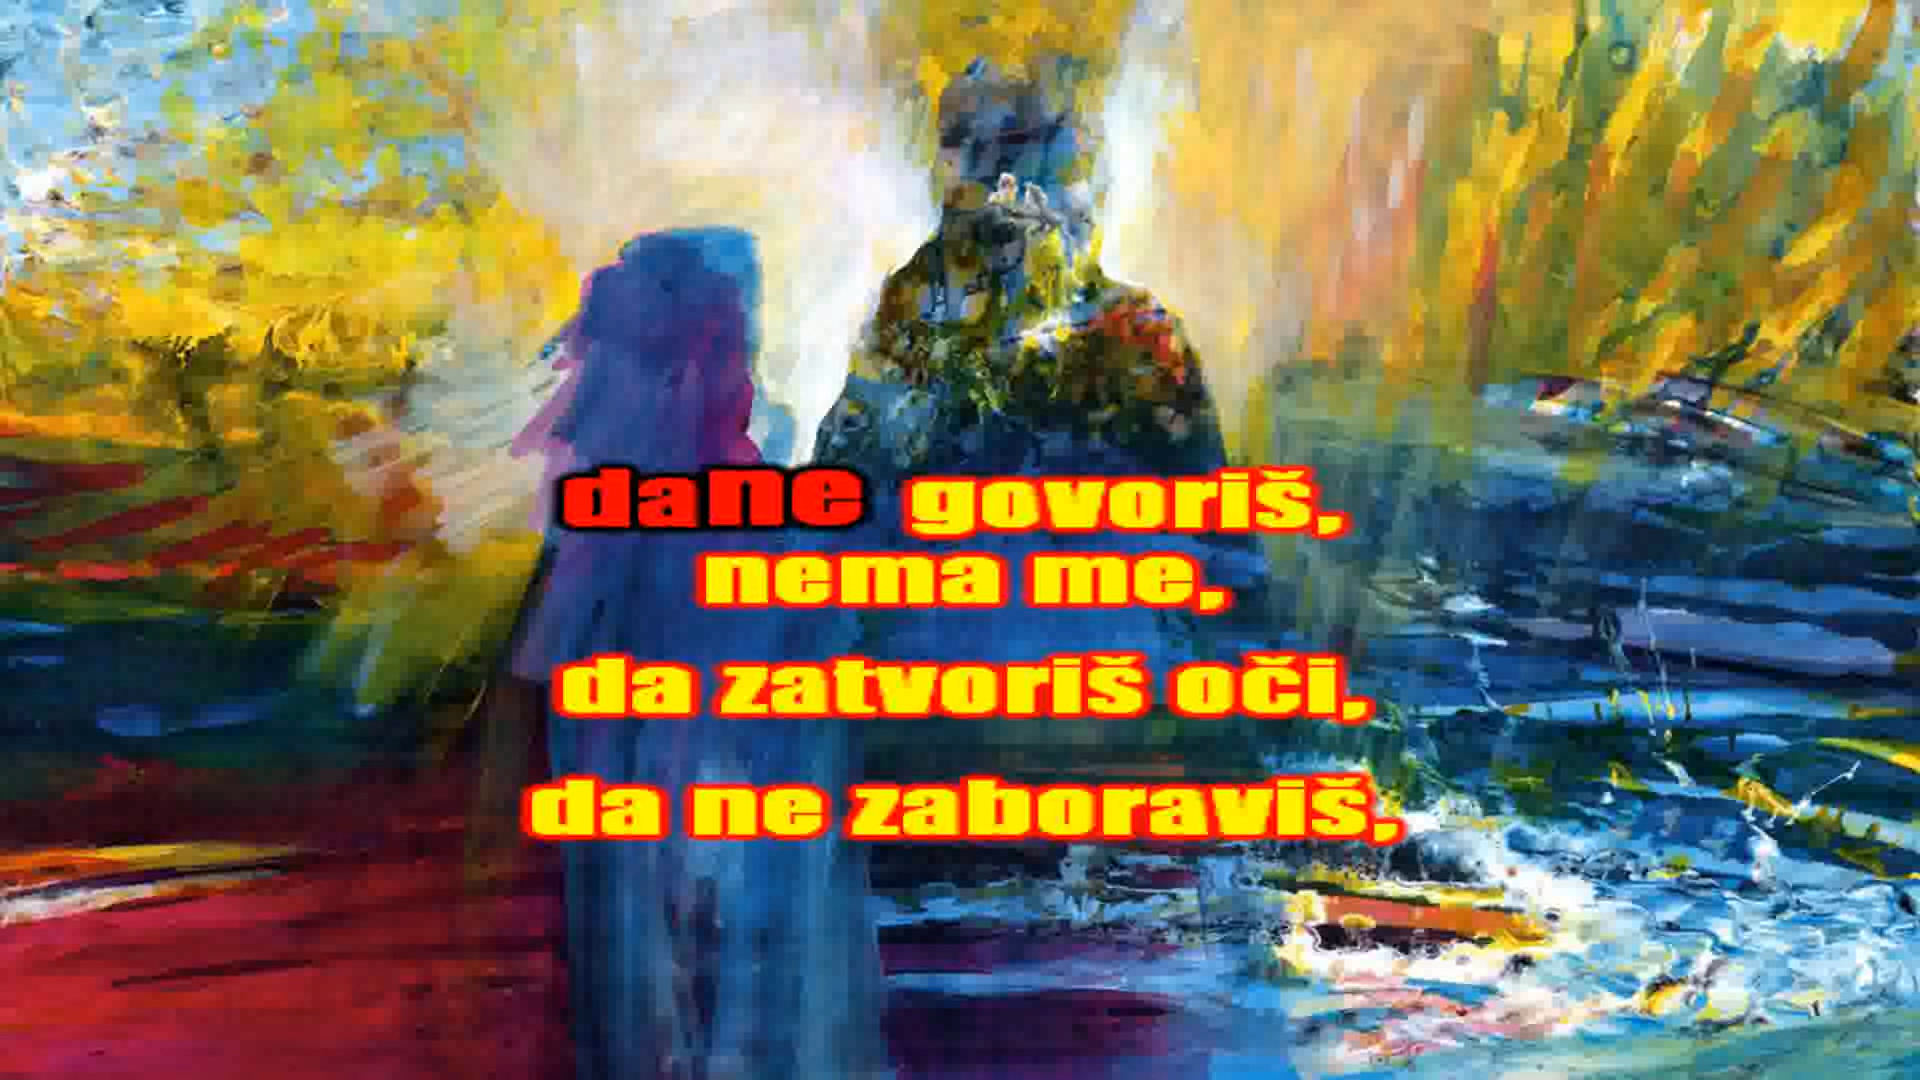 dane govoriš,
nema me,
da zatvoriš oči,
da ne zaboraviš,